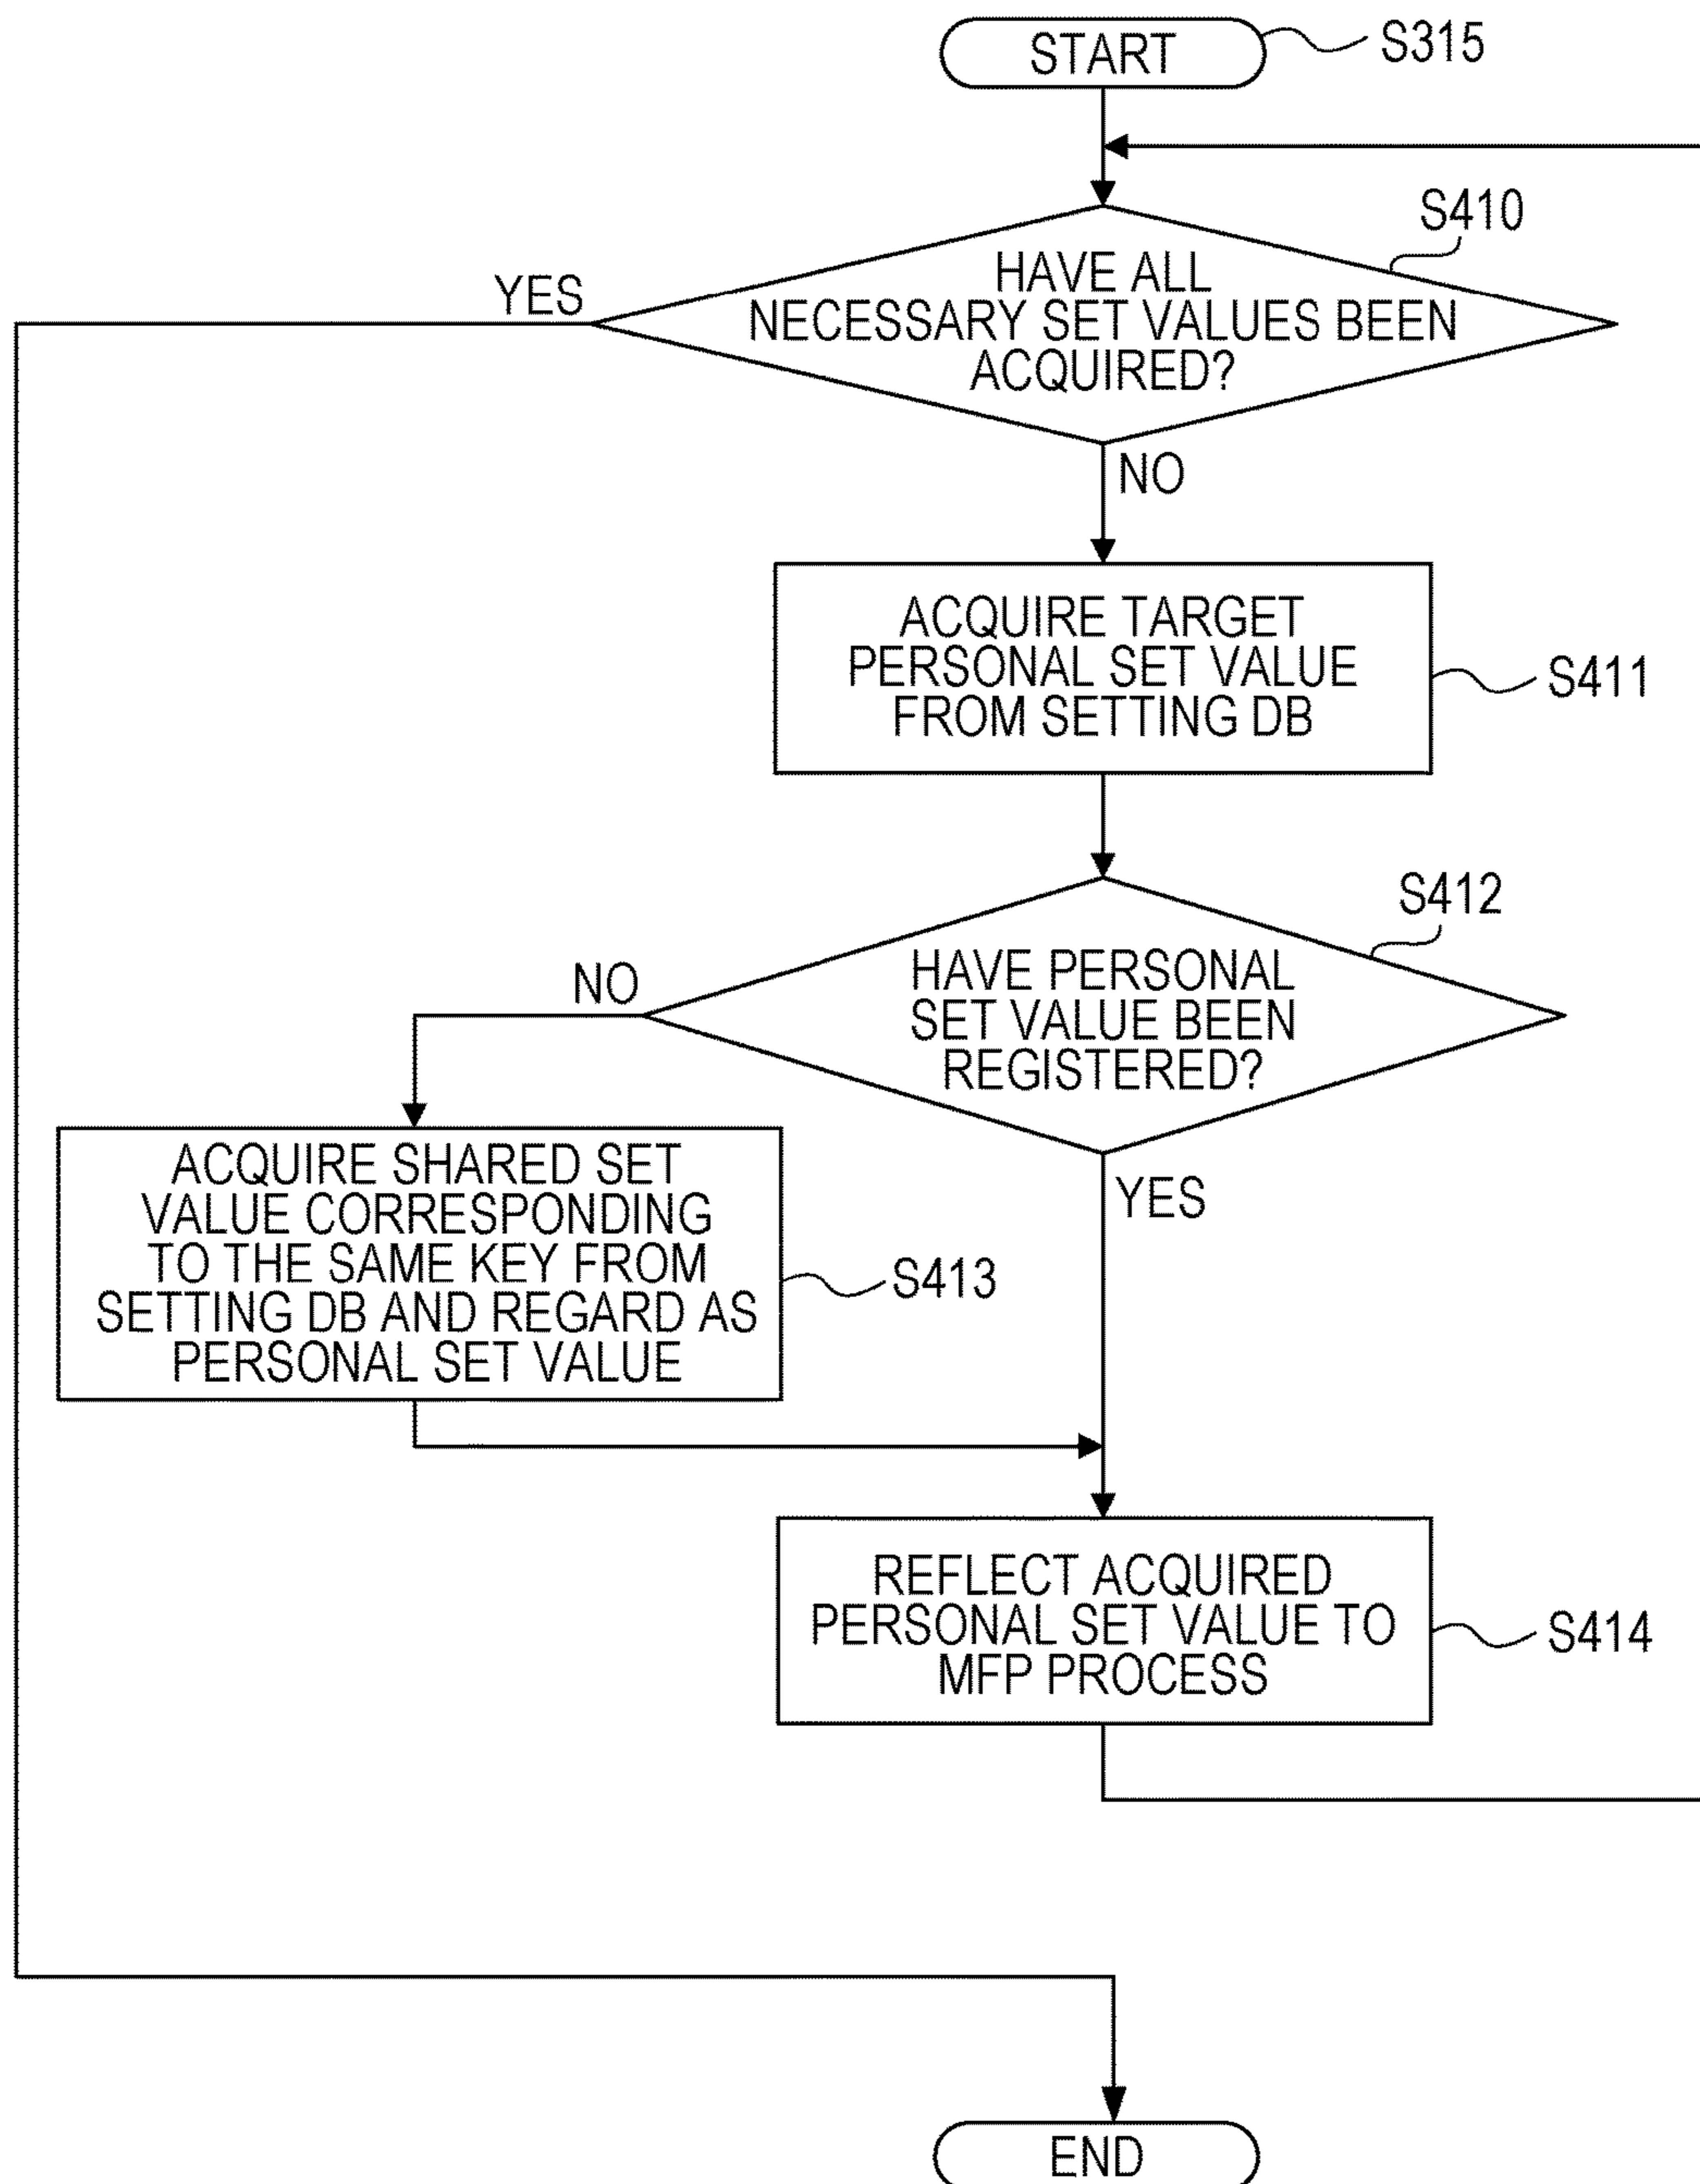 START
S315
S410
HAVE ALL
NECESSARY SET VALUES BEEN
ACQUIRED?
YES
NO
ACQUIRE TARGET
PERSONAL SET VALUE
FROM SETTING DB
S411
S412
HAVE PERSONAL
SET VALUE BEEN
REGISTERED?
NO
YES
ACQUIRE SHARED SET
VALUE CORRESPONDING
TO THE SAME KEY FROM
SETTING DB AND REGARD AS
PERSONAL SET VALUE
S413
REFLECT ACQUIRED
PERSONAL SET VALUE TO
MFP PROCESS
S414
END